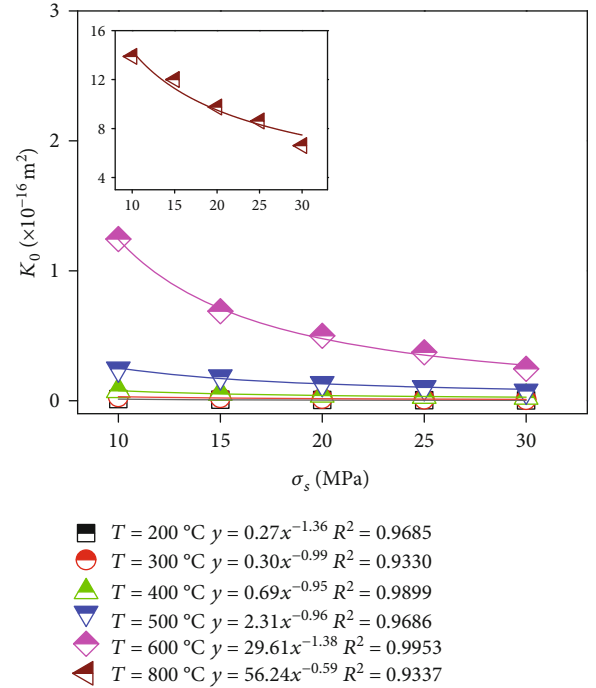 3
2
1
0
K₀ (×10⁻¹⁶ m²)
16
12
8
4
10 15 20 25 30
10 15 20 25 30
σₛ (MPa)
T = 200 °C y = 0.27x⁻¹·³⁶ R² = 0.9685
T = 300 °C y = 0.30x⁻⁰·⁹⁹ R² = 0.9330
T = 400 °C y = 0.69x⁻⁰·⁹⁵ R² = 0.9899
T = 500 °C y = 2.31x⁻⁰·⁹⁶ R² = 0.9686
T = 600 °C y = 29.61x⁻¹·³⁸ R² = 0.9953
T = 800 °C y = 56.24x⁻⁰·⁵⁹ R² = 0.9337